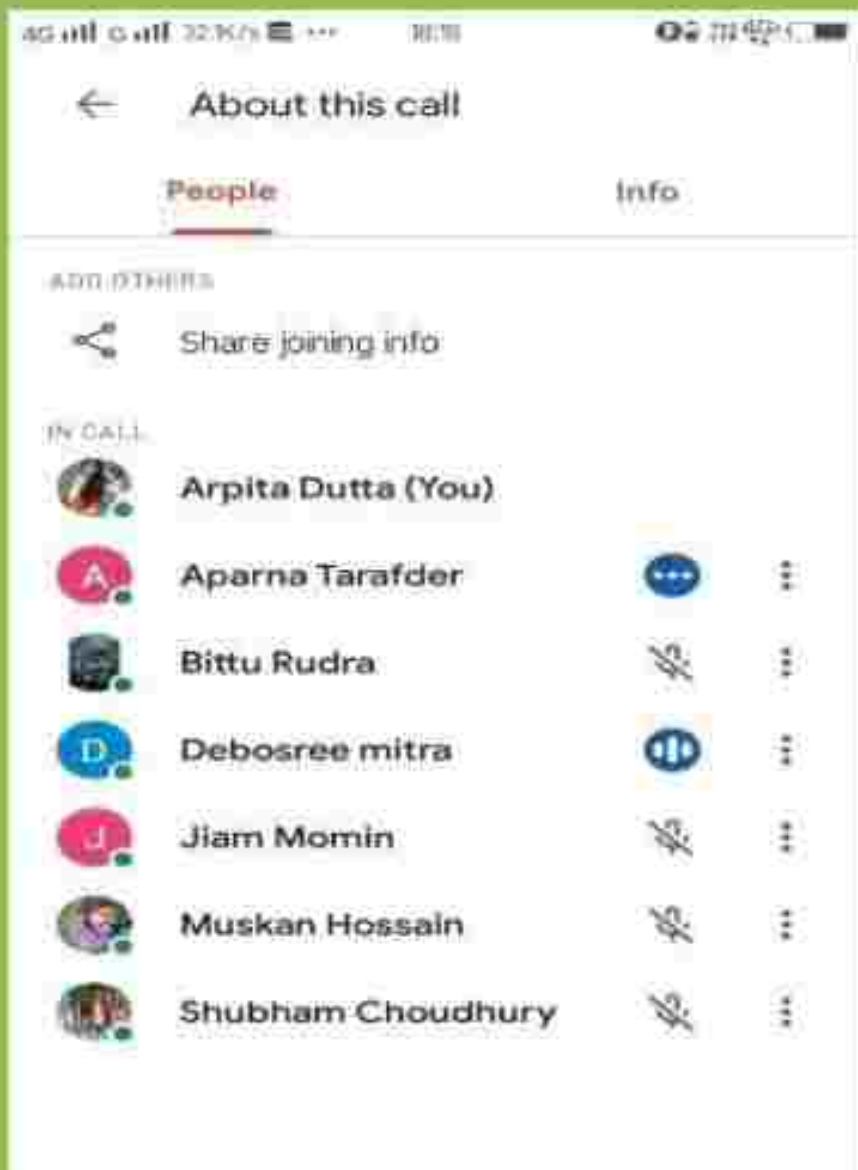 About this call
People Info
ADD OTHERS
Share joining info
IN CALL
Arpita Dutta (You)
A Aparna Tarafder
Bittu Rudra
D Debosree mitra
J Jiam Momin
Muskan Hossain
Shubham Choudhury